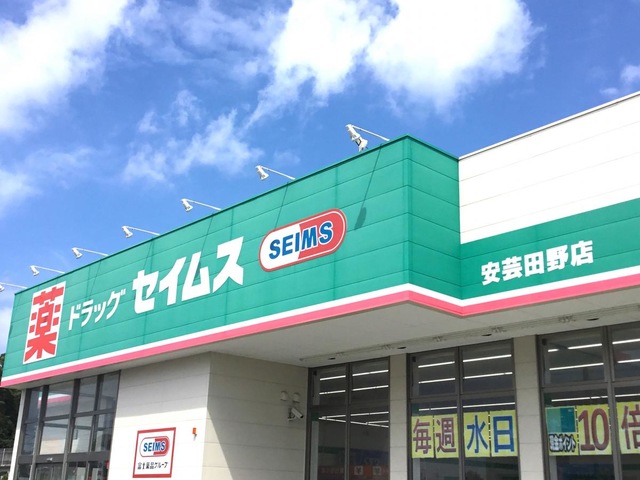 薬 ドラッグ セイムス SEIMS
安芸田野店
SEIMS
富士薬品グループ
毎週水日
10倍